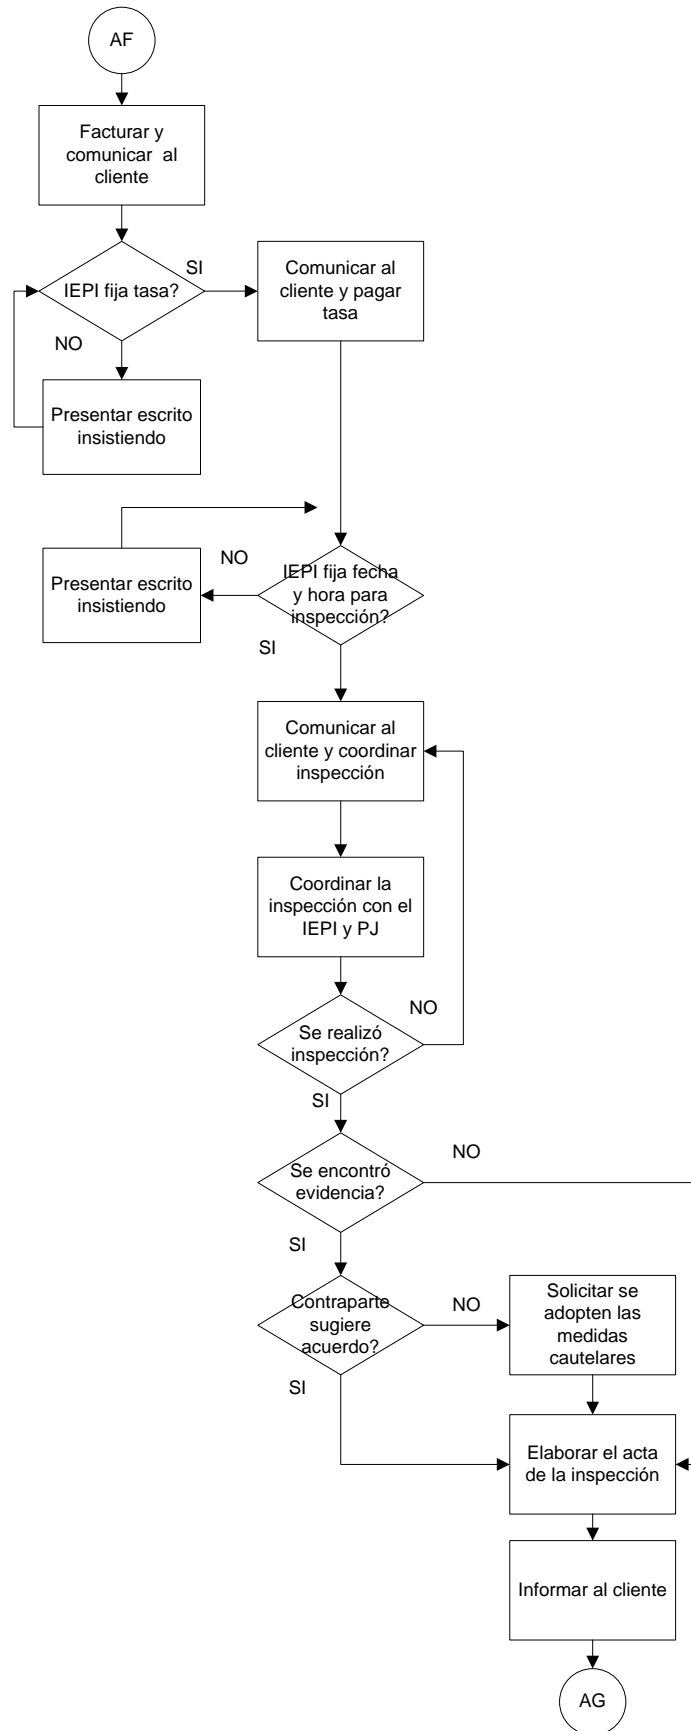 AF
Facturar y
comunicar al
cliente
IEPI fija tasa?
SI
Comunicar al
cliente y pagar
tasa
NO
Presentar escrito
insistiendo
NO
Presentar escrito
insistiendo
IEPI fija fecha
y hora para
inspección?
SI
Comunicar al
cliente y coordinar
inspección
Coordinar la
inspección con el
IEPI y PJ
NO
Se realizó
inspección?
SI
NO
Se encontró
evidencia?
SI
Contraparte
sugiere
acuerdo?
NO
Solicitar se
adopten las
medidas
cautelares
SI
Elaborar el acta
de la inspección
Informar al cliente
AG